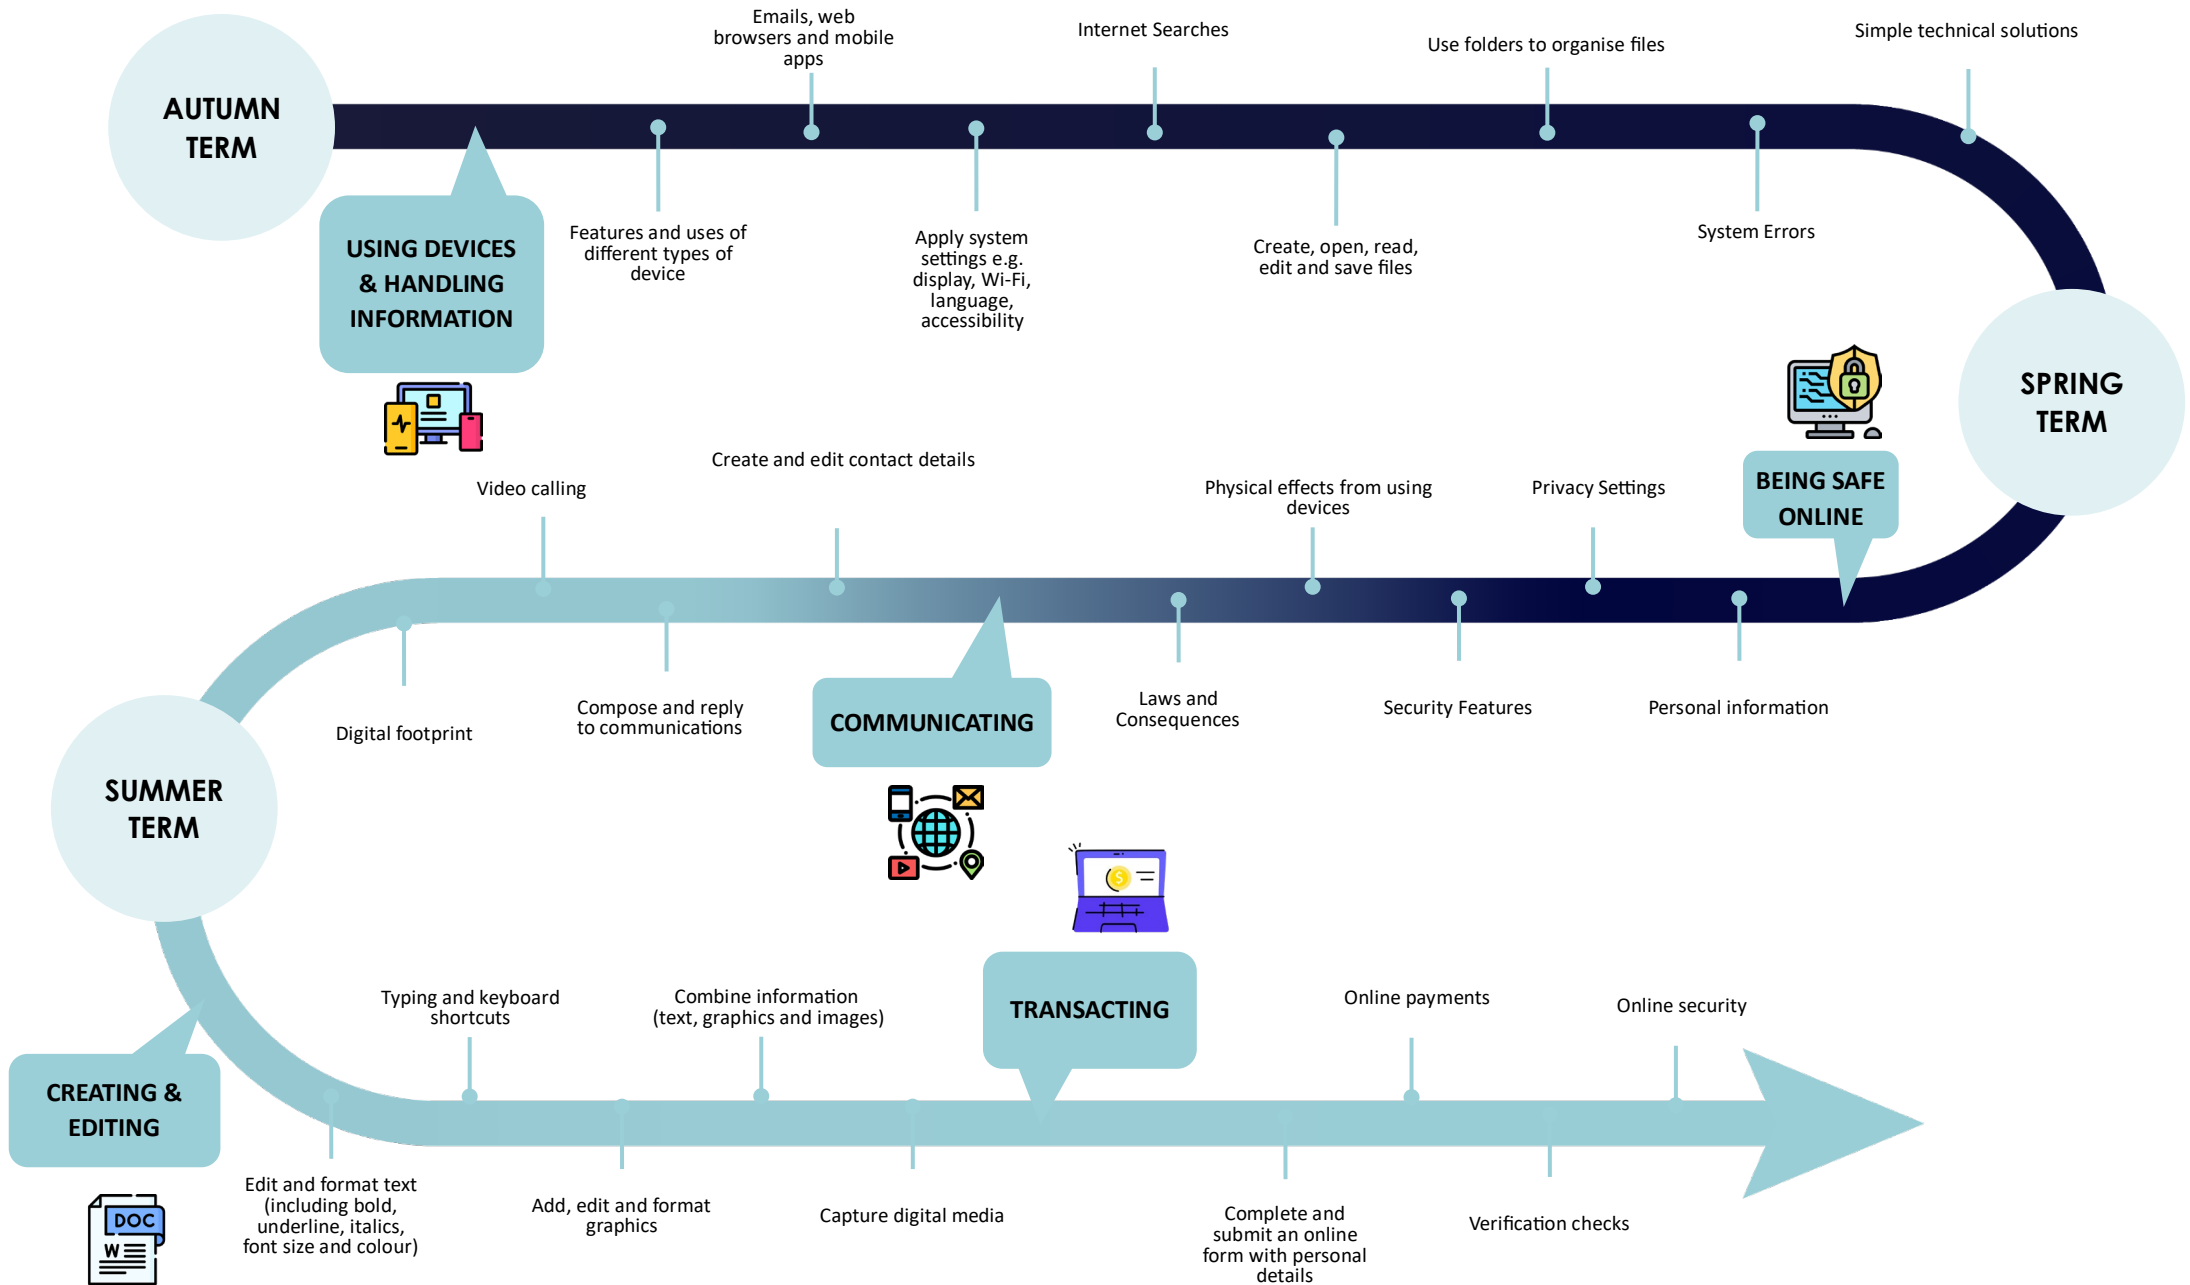 AUTUMN
TERM
USING DEVICES
& HANDLING
INFORMATION
Features and uses of
different types of
device
Emails, web
browsers and mobile
apps
Apply system
settings e.g.
display, Wi-Fi,
language,
accessibility
Internet Searches
Create, open, read,
edit and save files
Use folders to organise files
System Errors
Simple technical solutions
SPRING
TERM
BEING SAFE
ONLINE
Personal information
Privacy Settings
Security Features
Physical effects from using
devices
Laws and
Consequences
COMMUNICATING
Create and edit contact details
Compose and reply
to communications
Video calling
Digital footprint
SUMMER
TERM
CREATING &
EDITING
DOC
W
Edit and format text
(including bold,
underline, italics,
font size and colour)
Typing and keyboard
shortcuts
Add, edit and format
graphics
Combine information
(text, graphics and images)
Capture digital media
$
TRANSACTING
Complete and
submit an online
form with personal
details
Online payments
Verification checks
Online security